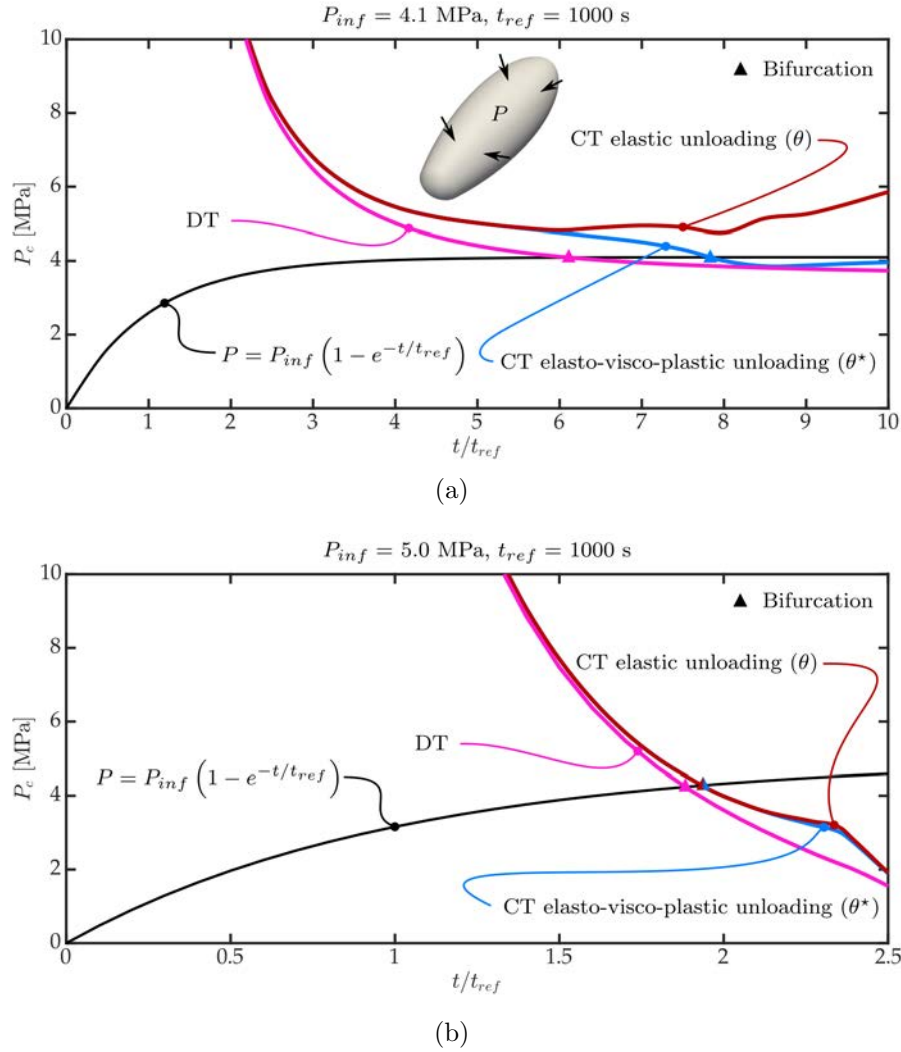 P_inf = 4.1 MPa, t_ref = 1000 s
10
8
6
4
2
0
P_c [MPa]
▲ Bifurcation
P
CT elastic unloading (θ)
DT
P = P_inf (1 − e^{−t/t_ref})
CT elasto-visco-plastic unloading (θ⋆)
0 1 2 3 4 5 6 7 8 9 10
t/t_ref
(a)
P_inf = 5.0 MPa, t_ref = 1000 s
10
8
6
4
2
0
P_c [MPa]
▲ Bifurcation
CT elastic unloading (θ)
DT
P = P_inf (1 − e^{−t/t_ref})
CT elasto-visco-plastic unloading (θ⋆)
0 0.5 1 1.5 2 2.5
t/t_ref
(b)